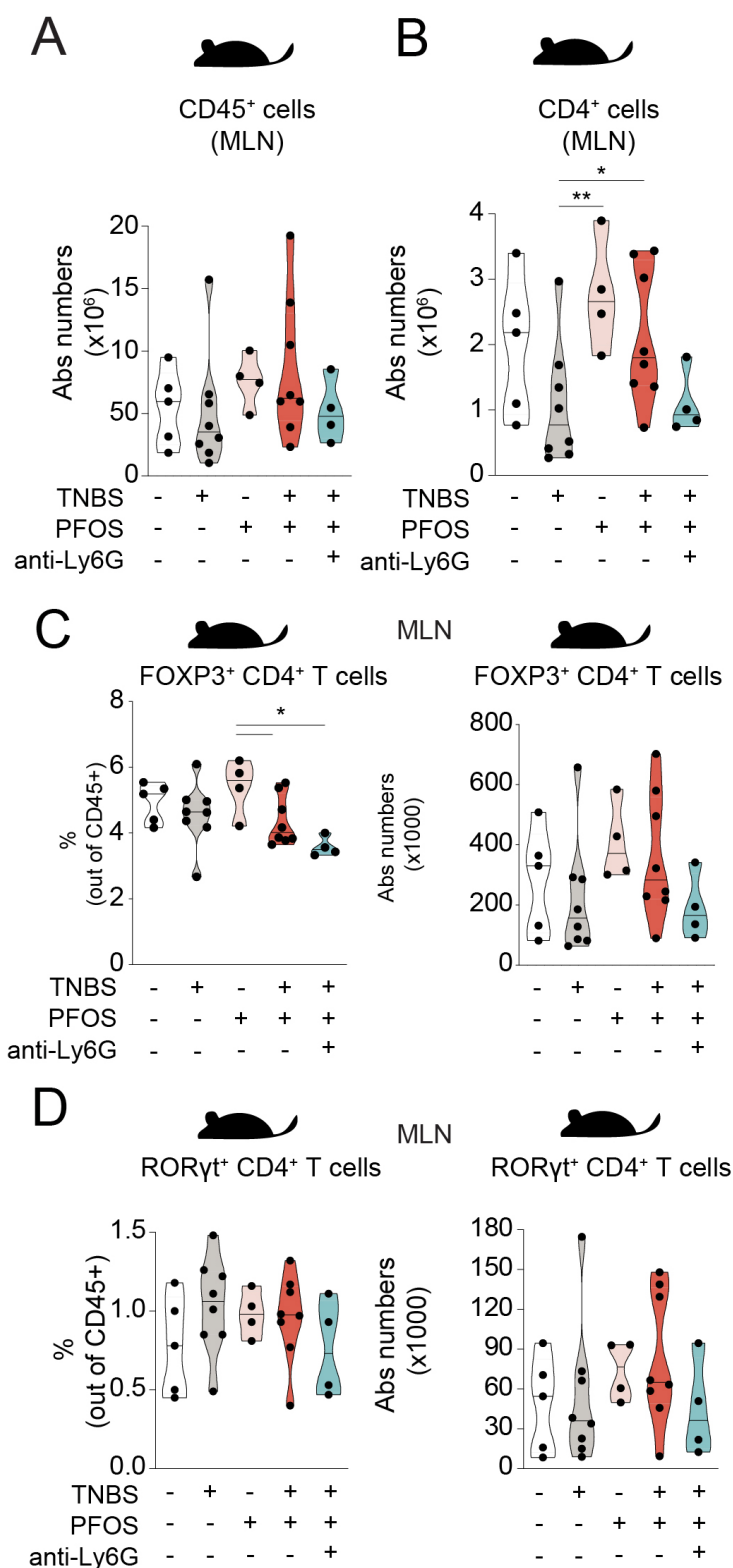 A
B
CD45+ cells
(MLN)
CD4+ cells
(MLN)
Abs numbers
(x10⁶)
20
15
10
50
0
Abs numbers
(x10⁶)
4
3
2
1
0
**
*
TNBS - + - + +
PFOS - - + + +
anti-Ly6G - - - - +
TNBS - + - + +
PFOS - - + + +
anti-Ly6G - - - - +
C
MLN
FOXP3+ CD4+ T cells
FOXP3+ CD4+ T cells
%
(out of CD45+)
8
6
4
2
0
*
Abs numbers
(x1000)
800
600
400
200
0
TNBS - + - + +
PFOS - - + + +
anti-Ly6G - - - - +
- + - + +
- - + + +
- - - - +
D
MLN
RORγt+ CD4+ T cells
RORγt+ CD4+ T cells
%
(out of CD45+)
1.5
1.0
0.5
0.0
Abs numbers
(x1000)
180
150
120
90
60
30
0
TNBS - + - + +
PFOS - - + + +
anti-Ly6G - - - - +
- + - + +
- - + + +
- - - - +